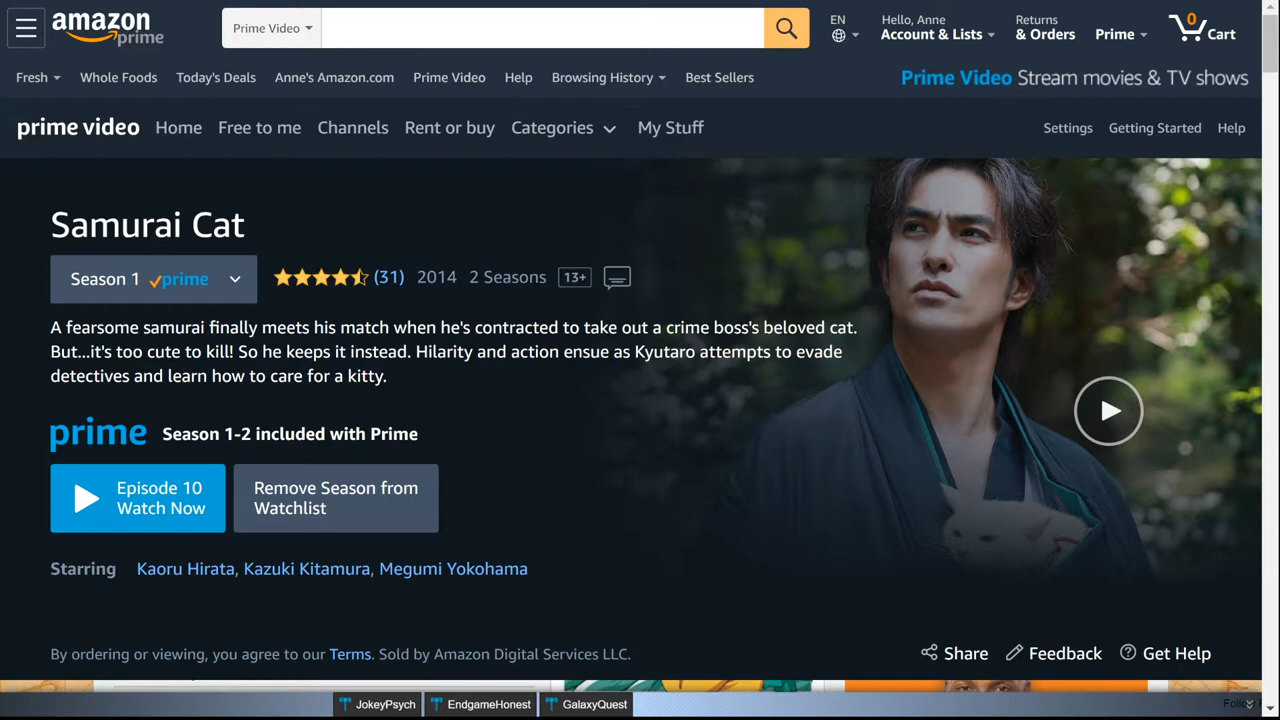 amazon prime
Prime Video
EN
Hello, Anne
Account & Lists
Returns
& Orders
Prime
0
Cart
Fresh
Whole Foods
Today's Deals
Anne's Amazon.com
Prime Video
Help
Browsing History
Best Sellers
Prime Video Stream movies & TV shows
prime video
Home
Free to me
Channels
Rent or buy
Categories
My Stuff
Settings
Getting Started
Help
Samurai Cat
Season 1 prime
(31)
2014
2 Seasons
13+
A fearsome samurai finally meets his match when he's contracted to take out a crime boss's beloved cat.
But...it's too cute to kill! So he keeps it instead. Hilarity and action ensue as Kyutaro attempts to evade
detectives and learn how to care for a kitty.
prime Season 1-2 included with Prime
Episode 10
Watch Now
Remove Season from
Watchlist
Starring Kaoru Hirata, Kazuki Kitamura, Megumi Yokohama
By ordering or viewing, you agree to our Terms. Sold by Amazon Digital Services LLC.
Share
Feedback
Get Help
JokeyPsych
EndgameHonest
GalaxyQuest